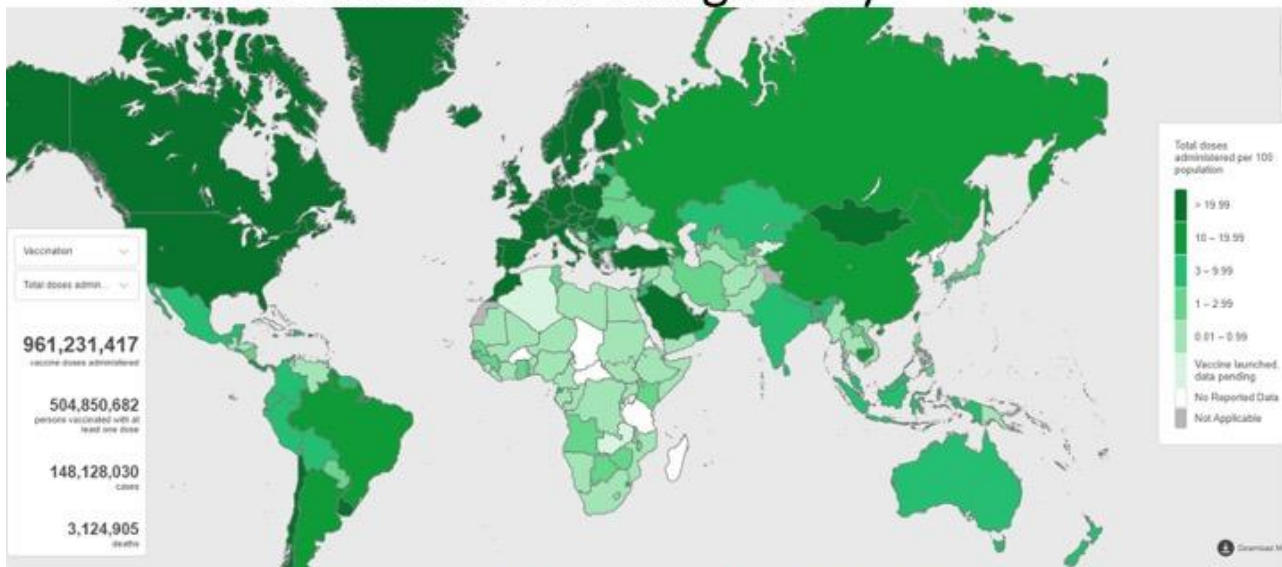 Vaccination
Total doses admin...
961,231,417
vaccine doses administered
504,850,682
persons vaccinated with at
least one dose
148,128,030
cases
3,124,905
deaths
Total doses
administered per 100
population
> 19.99
10 – 19.99
3 – 9.99
1 – 2.99
0.01 – 0.99
Vaccine launched,
data pending
No Reported Data
Not Applicable
Download M